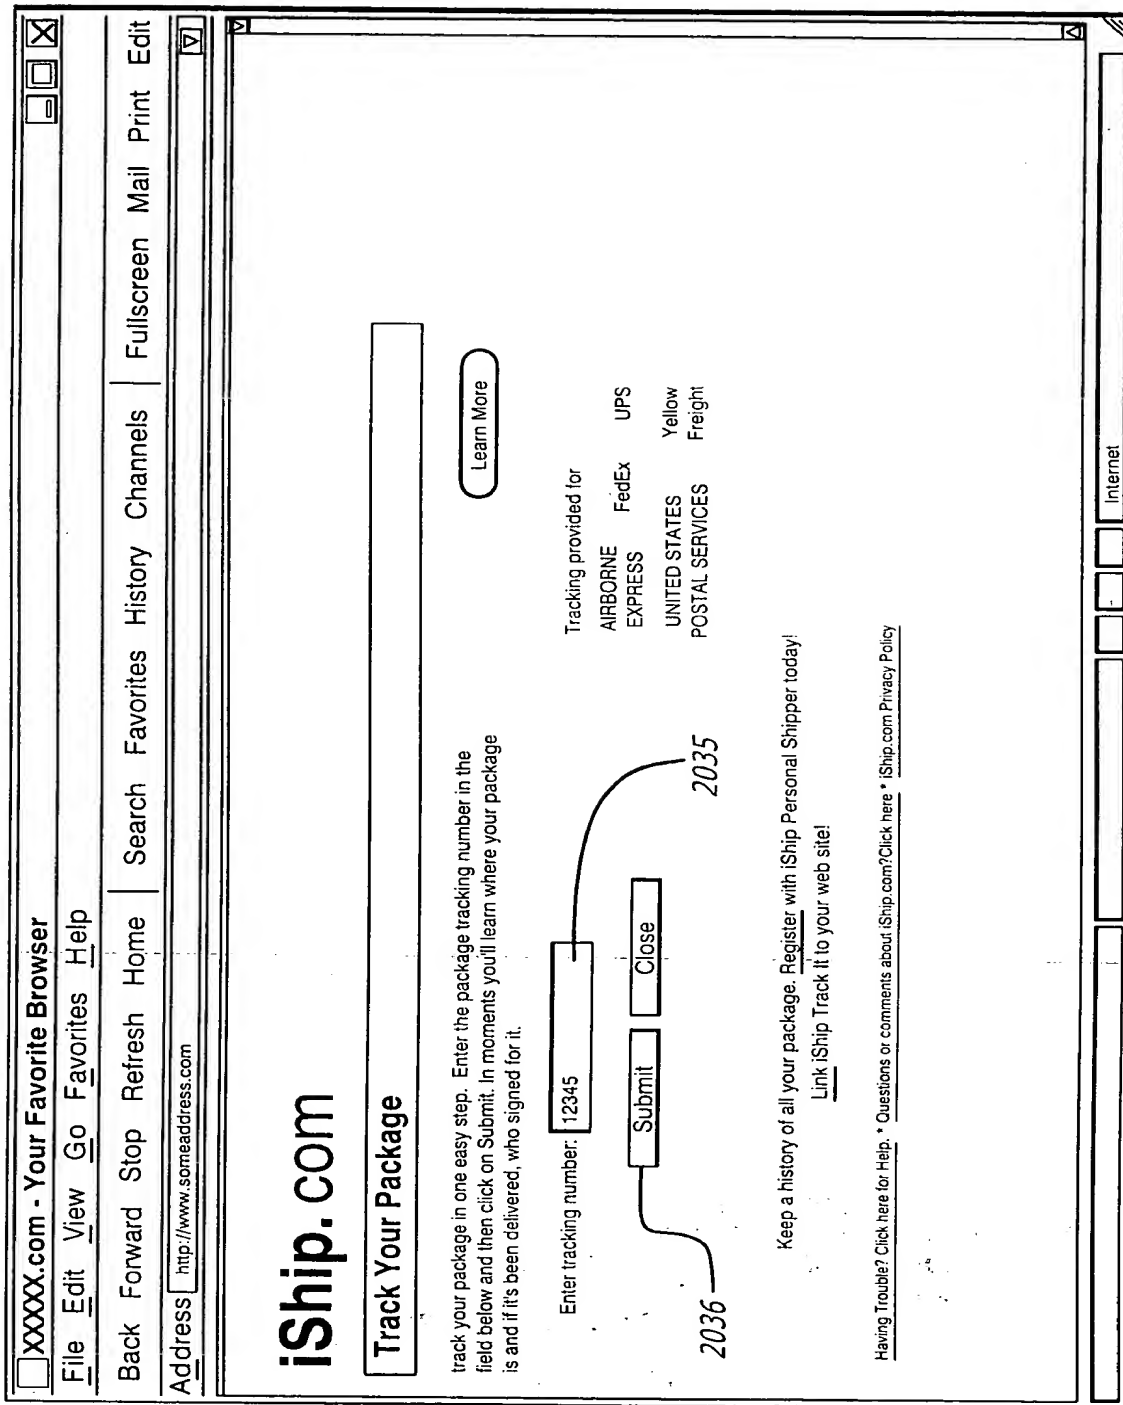 XXXXX.com - Your Favorite Browser
File Edit View Go Favorites Help
Back Forward Stop Refresh Home Search Favorites History Channels Fullscreen Mail Print Edit
Address http://www.someaddress.com
iShip.com
Track Your Package
track your package in one easy step. Enter the package tracking number in the
field below and then click on Submit. In moments you'll learn where your package
is and if it's been delivered, who signed for it.
Learn More
Enter tracking number: 12345
Submit Close
2036
2035
Tracking provided for
AIRBORNE EXPRESS
FedEx
UPS
UNITED STATES
POSTAL SERVICES
Yellow
Freight
Keep a history of all your package. Register with iShip Personal Shipper today!
Link iShip Track It to your web site!
Having Trouble? Click here for Help. * Questions or comments about iShip.com?Click here * iShip.com Privacy Policy
Internet